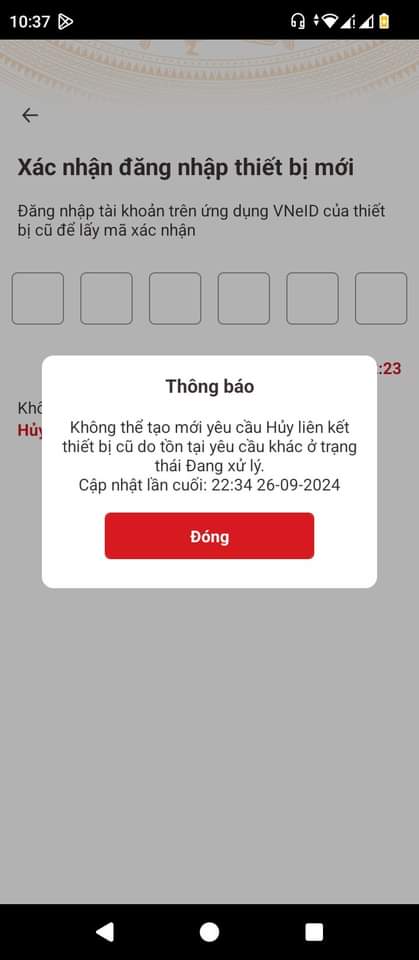 10:37
Xác nhận đăng nhập thiết bị mới
Đăng nhập tài khoản trên ứng dụng VNeID của thiết
bị cũ để lấy mã xác nhận
:23
Thông báo
Không thể tạo mới yêu cầu Hủy liên kết
thiết bị cũ do tồn tại yêu cầu khác ở trạng
thái Đang xử lý.
Cập nhật lần cuối: 22:34 26-09-2024
Đóng